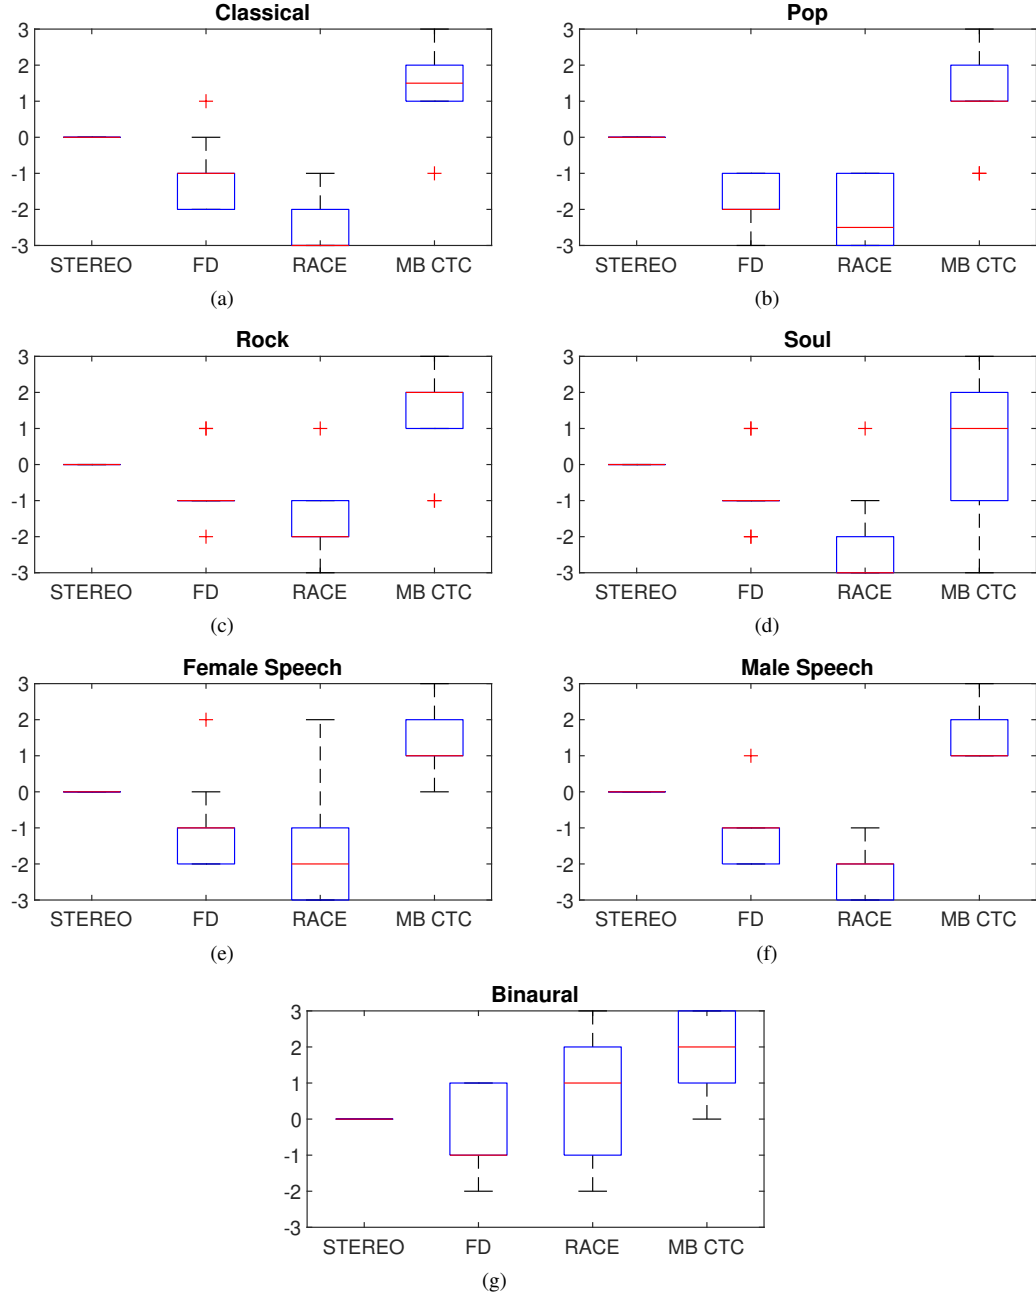 Classical
3
2
1
0
-1
-2
-3
STEREO FD RACE MB CTC
(a)
Pop
3
2
1
0
-1
-2
-3
STEREO FD RACE MB CTC
(b)
Rock
3
2
1
0
-1
-2
-3
STEREO FD RACE MB CTC
(c)
Soul
3
2
1
0
-1
-2
-3
STEREO FD RACE MB CTC
(d)
Female Speech
3
2
1
0
-1
-2
-3
STEREO FD RACE MB CTC
(e)
Male Speech
3
2
1
0
-1
-2
-3
STEREO FD RACE MB CTC
(f)
Binaural
3
2
1
0
-1
-2
-3
STEREO FD RACE MB CTC
(g)